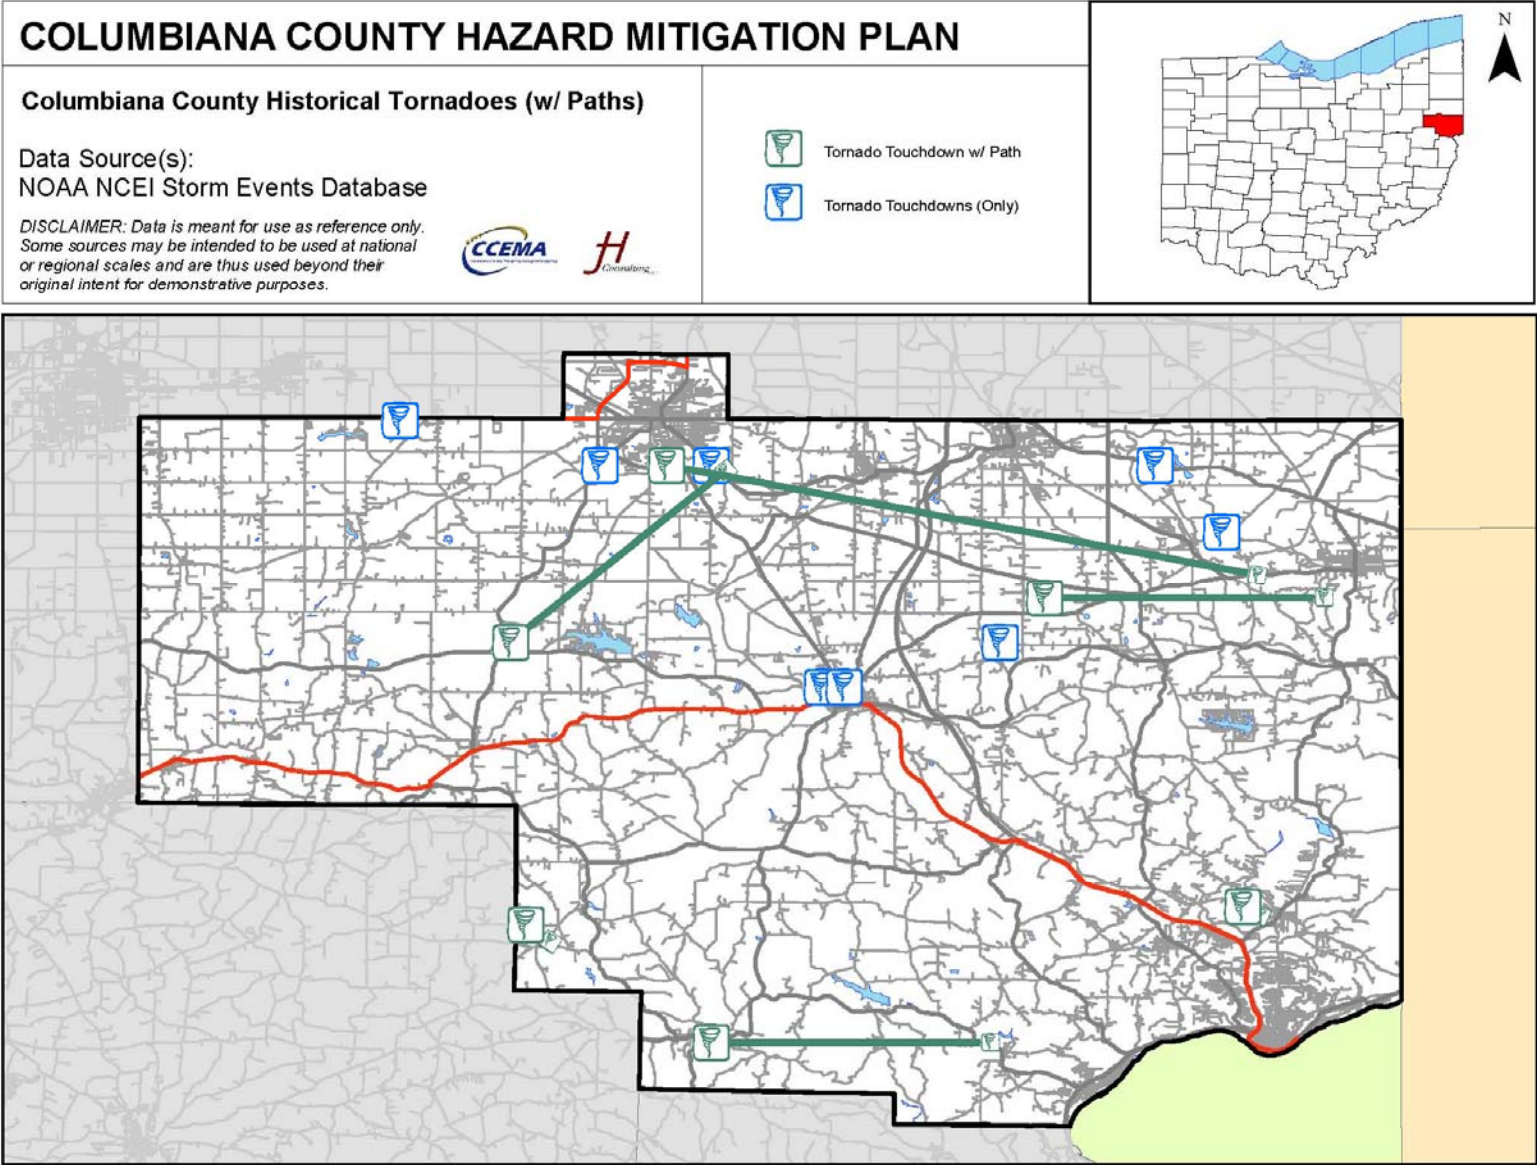 COLUMBIANA COUNTY HAZARD MITIGATION PLAN
Columbiana County Historical Tornadoes (w/ Paths)
Data Source(s):
NOAA NCEI Storm Events Database
DISCLAIMER: Data is meant for use as reference only.
Some sources may be intended to be used at national
or regional scales and are thus used beyond their
original intent for demonstrative purposes.
CCEMA
JH
Consulting
Tornado Touchdown w/ Path
Tornado Touchdowns (Only)
N